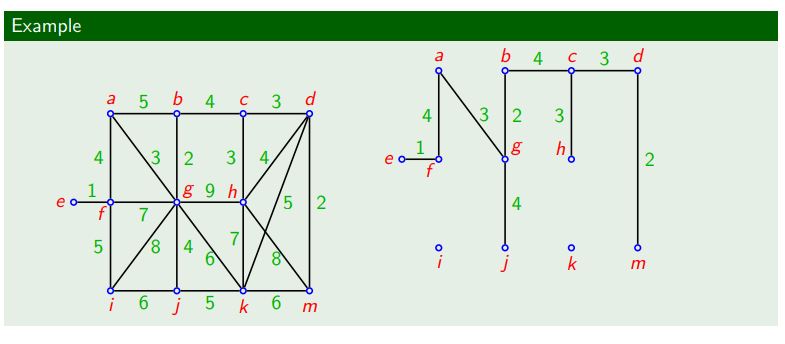 Example
a 5 b 4 c 3 d
4 3 2 3 4
e 1 f 7 g 9 h 5 2
5 8 4 6 7 8
i 6 j 5 k 6 m
a b 4 c 3 d
4 3 2 3
e 1 f g h 2
4
i j k m